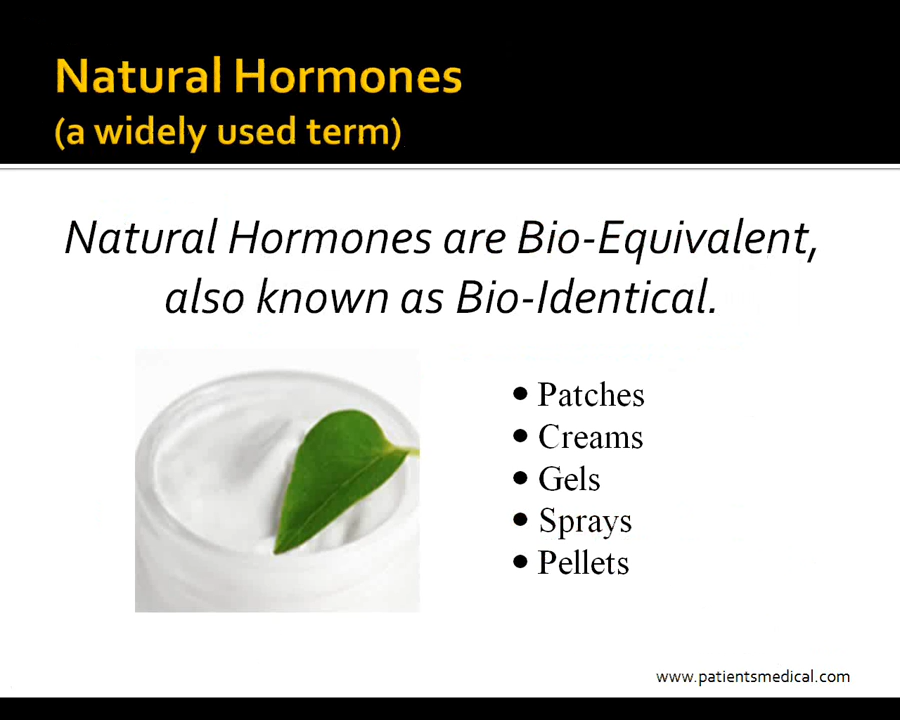 Natural Hormones
(a widely used term)
Natural Hormones are Bio-Equivalent,
also known as Bio-Identical.
• Patches
• Creams
• Gels
• Sprays
• Pellets
www.patientsmedical.com